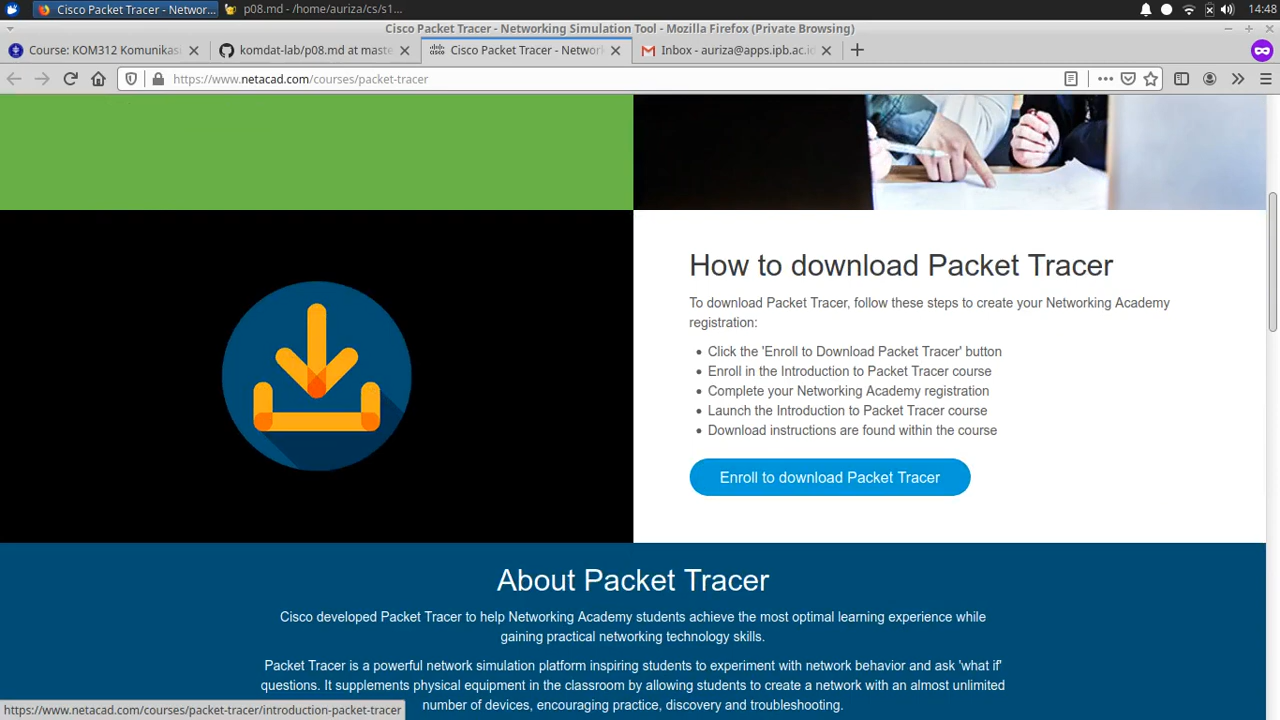 Cisco Packet Tracer - Networ...
p08.md - /home/auriza/cs/s1...
14:48
Cisco Packet Tracer - Networking Simulation Tool - Mozilla Firefox (Private Browsing)
Course: KOM312 Komunikas
komdat-lab/p08.md at maste
Cisco Packet Tracer - Networ
Inbox - auriza@apps.ipb.ac.id
https://www.netacad.com/courses/packet-tracer
How to download Packet Tracer
To download Packet Tracer, follow these steps to create your Networking Academy
registration:
• Click the 'Enroll to Download Packet Tracer' button
• Enroll in the Introduction to Packet Tracer course
• Complete your Networking Academy registration
• Launch the Introduction to Packet Tracer course
• Download instructions are found within the course
Enroll to download Packet Tracer
About Packet Tracer
Cisco developed Packet Tracer to help Networking Academy students achieve the most optimal learning experience while
gaining practical networking technology skills.
Packet Tracer is a powerful network simulation platform inspiring students to experiment with network behavior and ask 'what if'
questions. It supplements physical equipment in the classroom by allowing students to create a network with an almost unlimited
number of devices, encouraging practice, discovery and troubleshooting.
https://www.netacad.com/courses/packet-tracer/introduction-packet-tracer